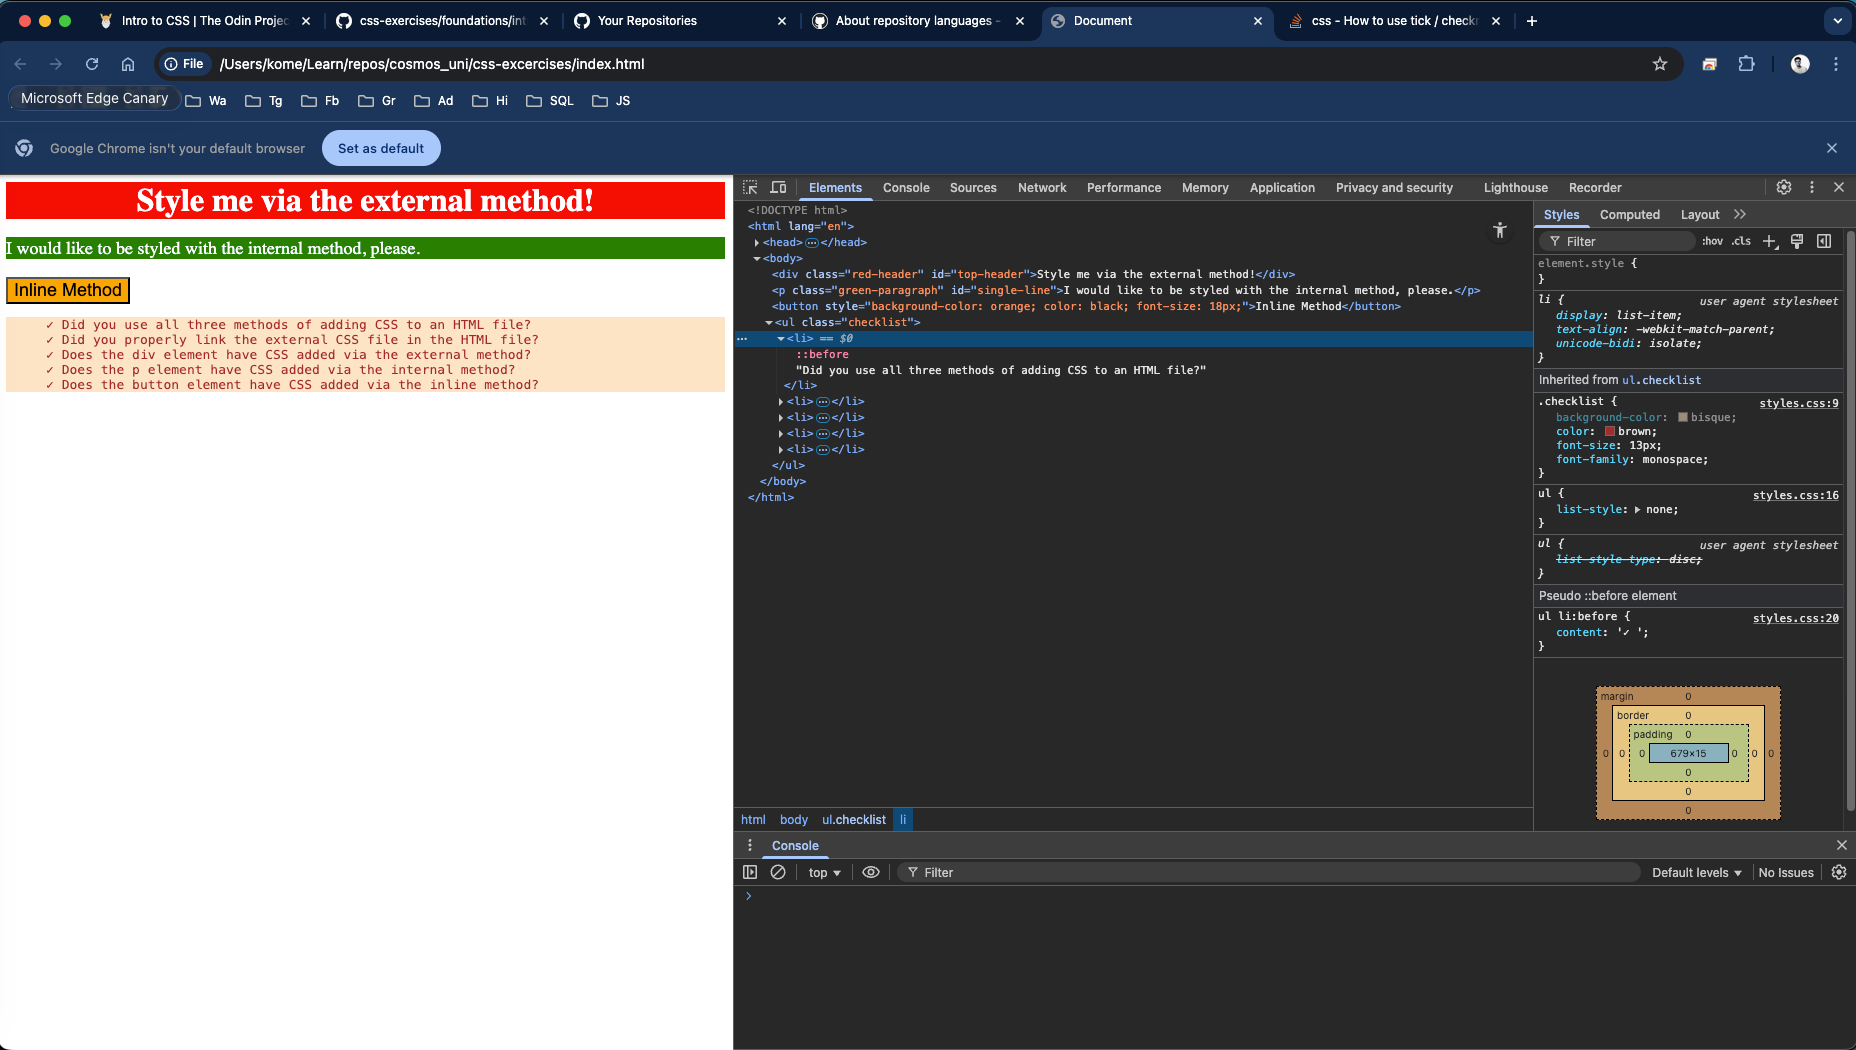 Intro to CSS | The Odin Projec
css-exercises/foundations/int
Your Repositories
About repository languages -
Document
css - How to use tick / checkm
File
/Users/kome/Learn/repos/cosmos_uni/css-excercises/index.html
Microsoft Edge Canary
Wa
Tg
Fb
Gr
Ad
Hi
SQL
JS
Google Chrome isn't your default browser
Set as default
Style me via the external method!
I would like to be styled with the internal method, please.
Inline Method
✓ Did you use all three methods of adding CSS to an HTML file?
✓ Did you properly link the external CSS file in the HTML file?
✓ Does the div element have CSS added via the external method?
✓ Does the p element have CSS added via the internal method?
✓ Does the button element have CSS added via the inline method?
Elements
Console
Sources
Network
Performance
Memory
Application
Privacy and security
Lighthouse
Recorder
<!DOCTYPE html>
<html lang="en">
<head>…</head>
<body>
<div class="red-header" id="top-header">Style me via the external method!</div>
<p class="green-paragraph" id="single-line">I would like to be styled with the internal method, please.</p>
<button style="background-color: orange; color: black; font-size: 18px;">Inline Method</button>
<ul class="checklist">
<li> == $0
::before
"Did you use all three methods of adding CSS to an HTML file?"
</li>
<li>…</li>
<li>…</li>
<li>…</li>
<li>…</li>
</ul>
</body>
</html>
html
body
ul.checklist
li
Styles
Computed
Layout
Filter
:hov
.cls
element.style {
}
li {
user agent stylesheet
display: list-item;
text-align: -webkit-match-parent;
unicode-bidi: isolate;
}
Inherited from ul.checklist
.checklist {
styles.css:9
background-color: bisque;
color: brown;
font-size: 13px;
font-family: monospace;
}
ul {
styles.css:16
list-style: none;
}
ul {
user agent stylesheet
list-style-type: disc;
}
Pseudo ::before element
ul li:before {
styles.css:20
content: '✓ ';
}
margin
0
border
0
padding
0
0 0 0 679×15 0 0 0
0
0
0
Console
top
Filter
Default levels
No Issues